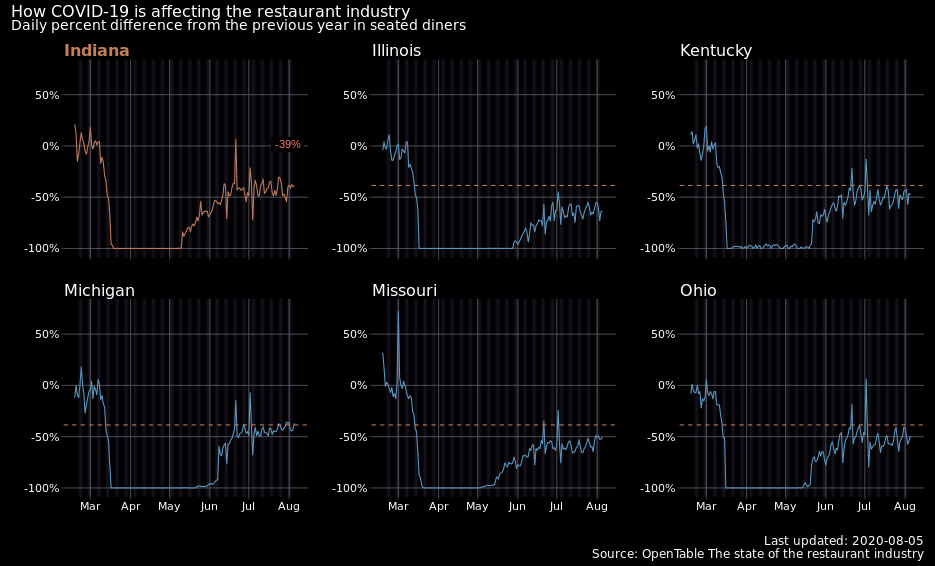 How COVID-19 is affecting the restaurant industry
Daily percent difference from the previous year in seated diners
Indiana Illinois Kentucky
50% 50% 50%
0% -39% 0% 0%
-50% -50% -50%
-100% -100% -100%
Michigan Missouri Ohio
50% 50% 50%
0% 0% 0%
-50% -50% -50%
-100% -100% -100%
Mar Apr May Jun Jul Aug Mar Apr May Jun Jul Aug Mar Apr May Jun Jul Aug
Last updated: 2020-08-05
Source: OpenTable The state of the restaurant industry